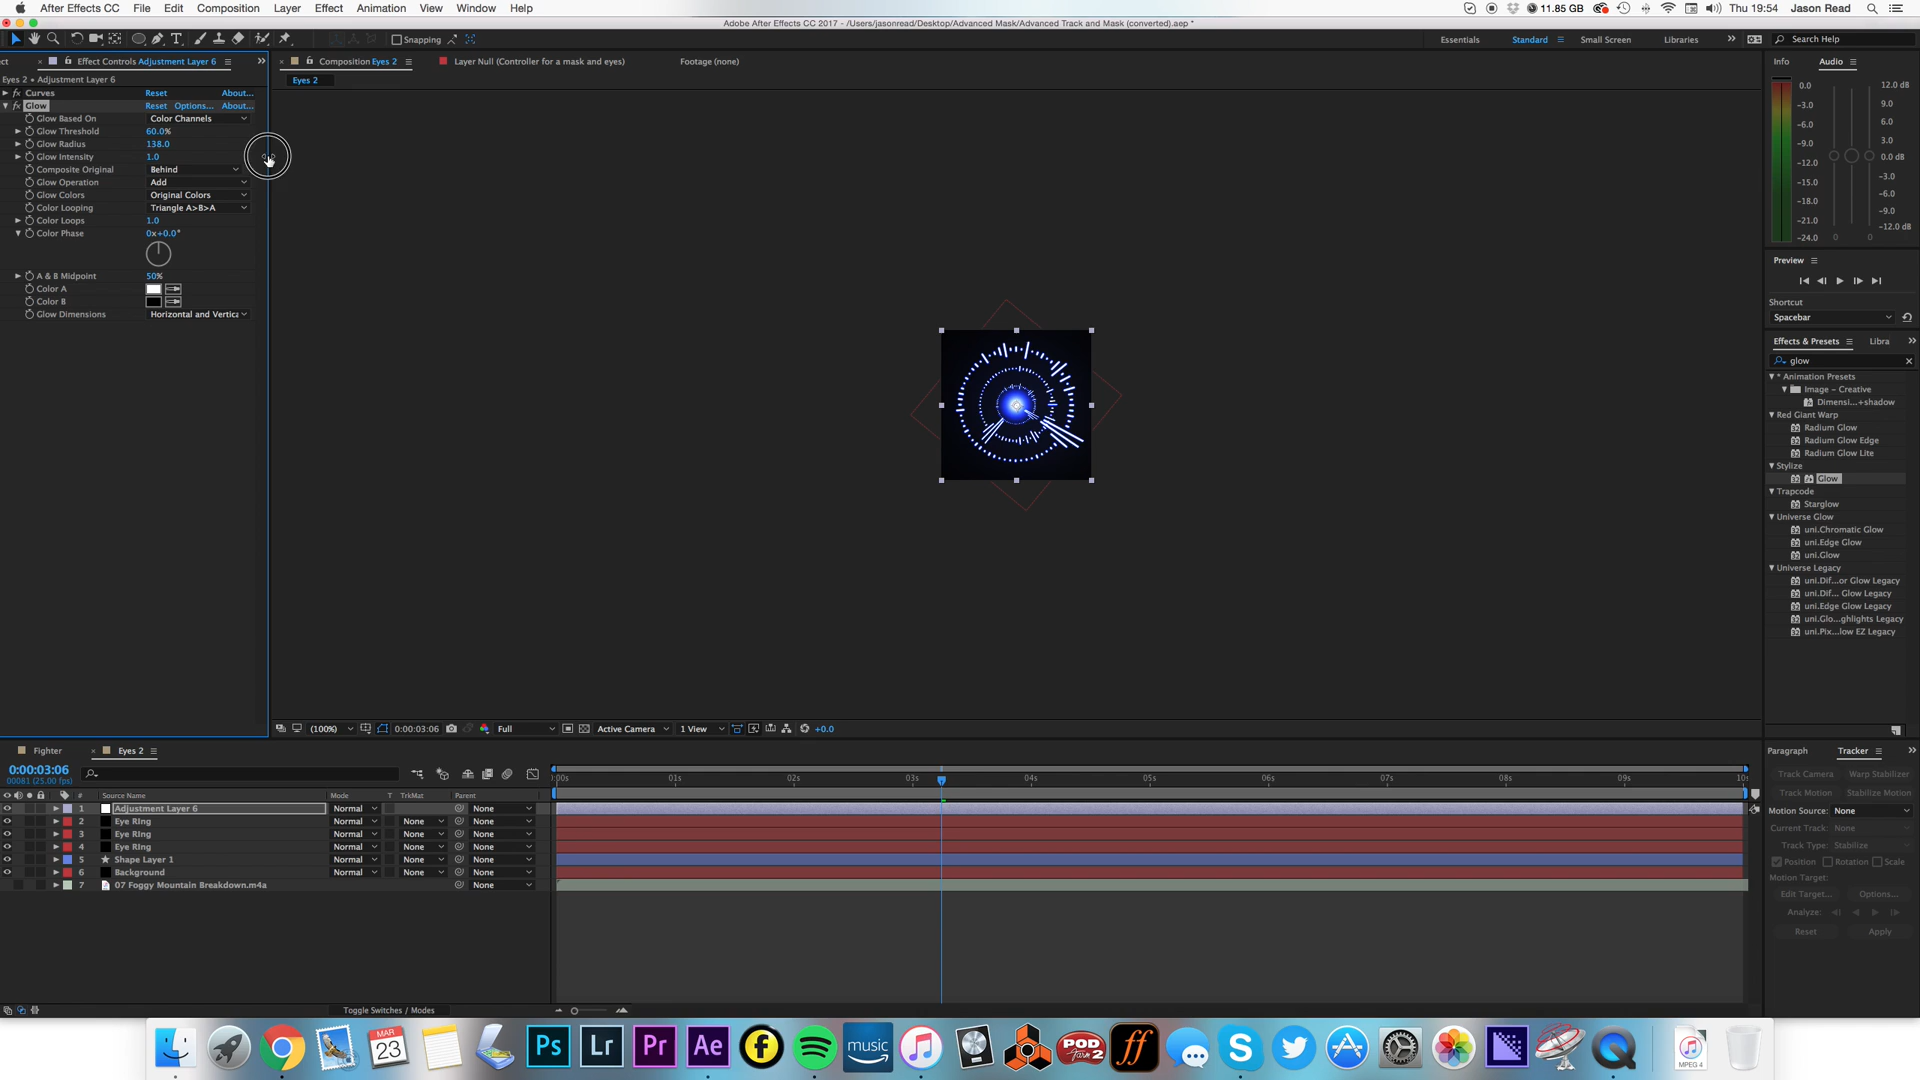 After Effects CC File Edit Composition Layer Effect Animation View Window Help 11.85 GB Thu 19:54 Jason Read
Adobe After Effects CC 2017 - /Users/jasonread/Desktop/Advanced Mask/Advanced Track and Mask (converted).aep *
Snapping Essentials Standard Small Screen Libraries Search Help
Effect Controls Adjustment Layer 6 Composition Eyes 2 Layer Null (Controller for a mask and eyes) Footage (none) Info Audio
Eyes 2 • Adjustment Layer 6
Eyes 2
Curves Reset About...
Glow Reset Options... About...
Glow Based On Color Channels
Glow Threshold 60.0%
Glow Radius 138.0
Glow Intensity 1.0
Composite Original Behind
Glow Operation Add
Glow Colors Original Colors
Color Looping Triangle A>B>A
Color Loops 1.0
Color Phase 0x+0.0°
A & B Midpoint 50%
Color A
Color B
Glow Dimensions Horizontal and Vertica
0.0 12.0 dB
-3.0 9.0
-6.0 6.0
-9.0 3.0
-12.0 0.0 dB
-15.0 -3.0
-18.0 -6.0
-21.0 -9.0
-24.0 0 0 -12.0 dB
Preview
Shortcut
Spacebar
Effects & Presets Libra
glow
* Animation Presets
Image – Creative
Dimensi...+shadow
Red Giant Warp
Radium Glow
Radium Glow Edge
Radium Glow Lite
Stylize
Glow
Trapcode
Starglow
Universe Glow
uni.Chromatic Glow
uni.Edge Glow
uni.Glow
Universe Legacy
uni.Dif...or Glow Legacy
uni.Dif... Glow Legacy
uni.Edge Glow Legacy
uni.Glo...ghlights Legacy
uni.Pix...low EZ Legacy
(100%) 0:00:03:06 Full Active Camera 1 View +0.0
Fighter Eyes 2
0:00:03:06
00081 (25.00 fps)
:00s 01s 02s 03s 04s 05s 06s 07s 08s 09s 10s
Source Name Mode T TrkMat Parent
1 Adjustment Layer 6 Normal None
2 Eye RIng Normal None None
3 Eye RIng Normal None None
4 Eye RIng Normal None None
5 Shape Layer 1 Normal None None
6 Background Normal None None
7 07 Foggy Mountain Breakdown.m4a None
Toggle Switches / Modes
Paragraph Tracker
Track Camera Warp Stabilizer
Track Motion Stabilize Motion
Motion Source: None
Current Track: None
Track Type: Stabilize
Position Rotation Scale
Motion Target:
Edit Target... Options...
Analyze:
Reset Apply
MAR
23
Ps Lr Pr Ae f music POD Farm 2 ff S
MPEG 4